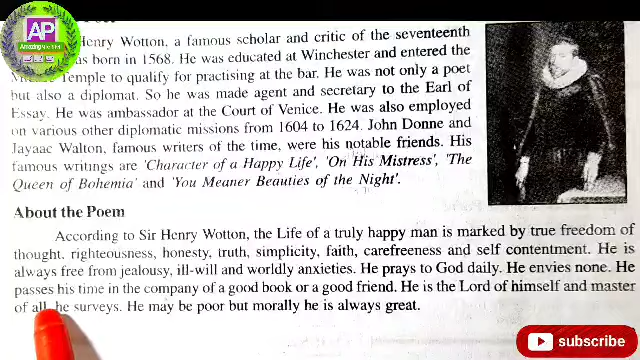 AP
Henry Wotton, a famous scholar and critic of the seventeenth
as born in 1568. He was educated at Winchester and entered the
Temple to qualify for practising at the bar. He was not only a poet
but also a diplomat. So he was made agent and secretary to the Earl of
Essay. He was ambassador at the Court of Venice. He was also employed
on various other diplomatic missions from 1604 to 1624. John Donne and
Jayaac Walton, famous writers of the time, were his notable friends. His
famous writings are 'Character of a Happy Life', 'On His Mistress', 'The
Queen of Bohemia' and 'You Meaner Beauties of the Night'.
About the Poem
According to Sir Henry Wotton, the Life of a truly happy man is marked by true freedom of
thought, righteousness, honesty, truth, simplicity, faith, carefreeness and self contentment. He is
always free from jealousy, ill-will and worldly anxieties. He prays to God daily. He envies none. He
passes his time in the company of a good book or a good friend. He is the Lord of himself and master
of all he surveys. He may be poor but morally he is always great.
SUBSCRIBE